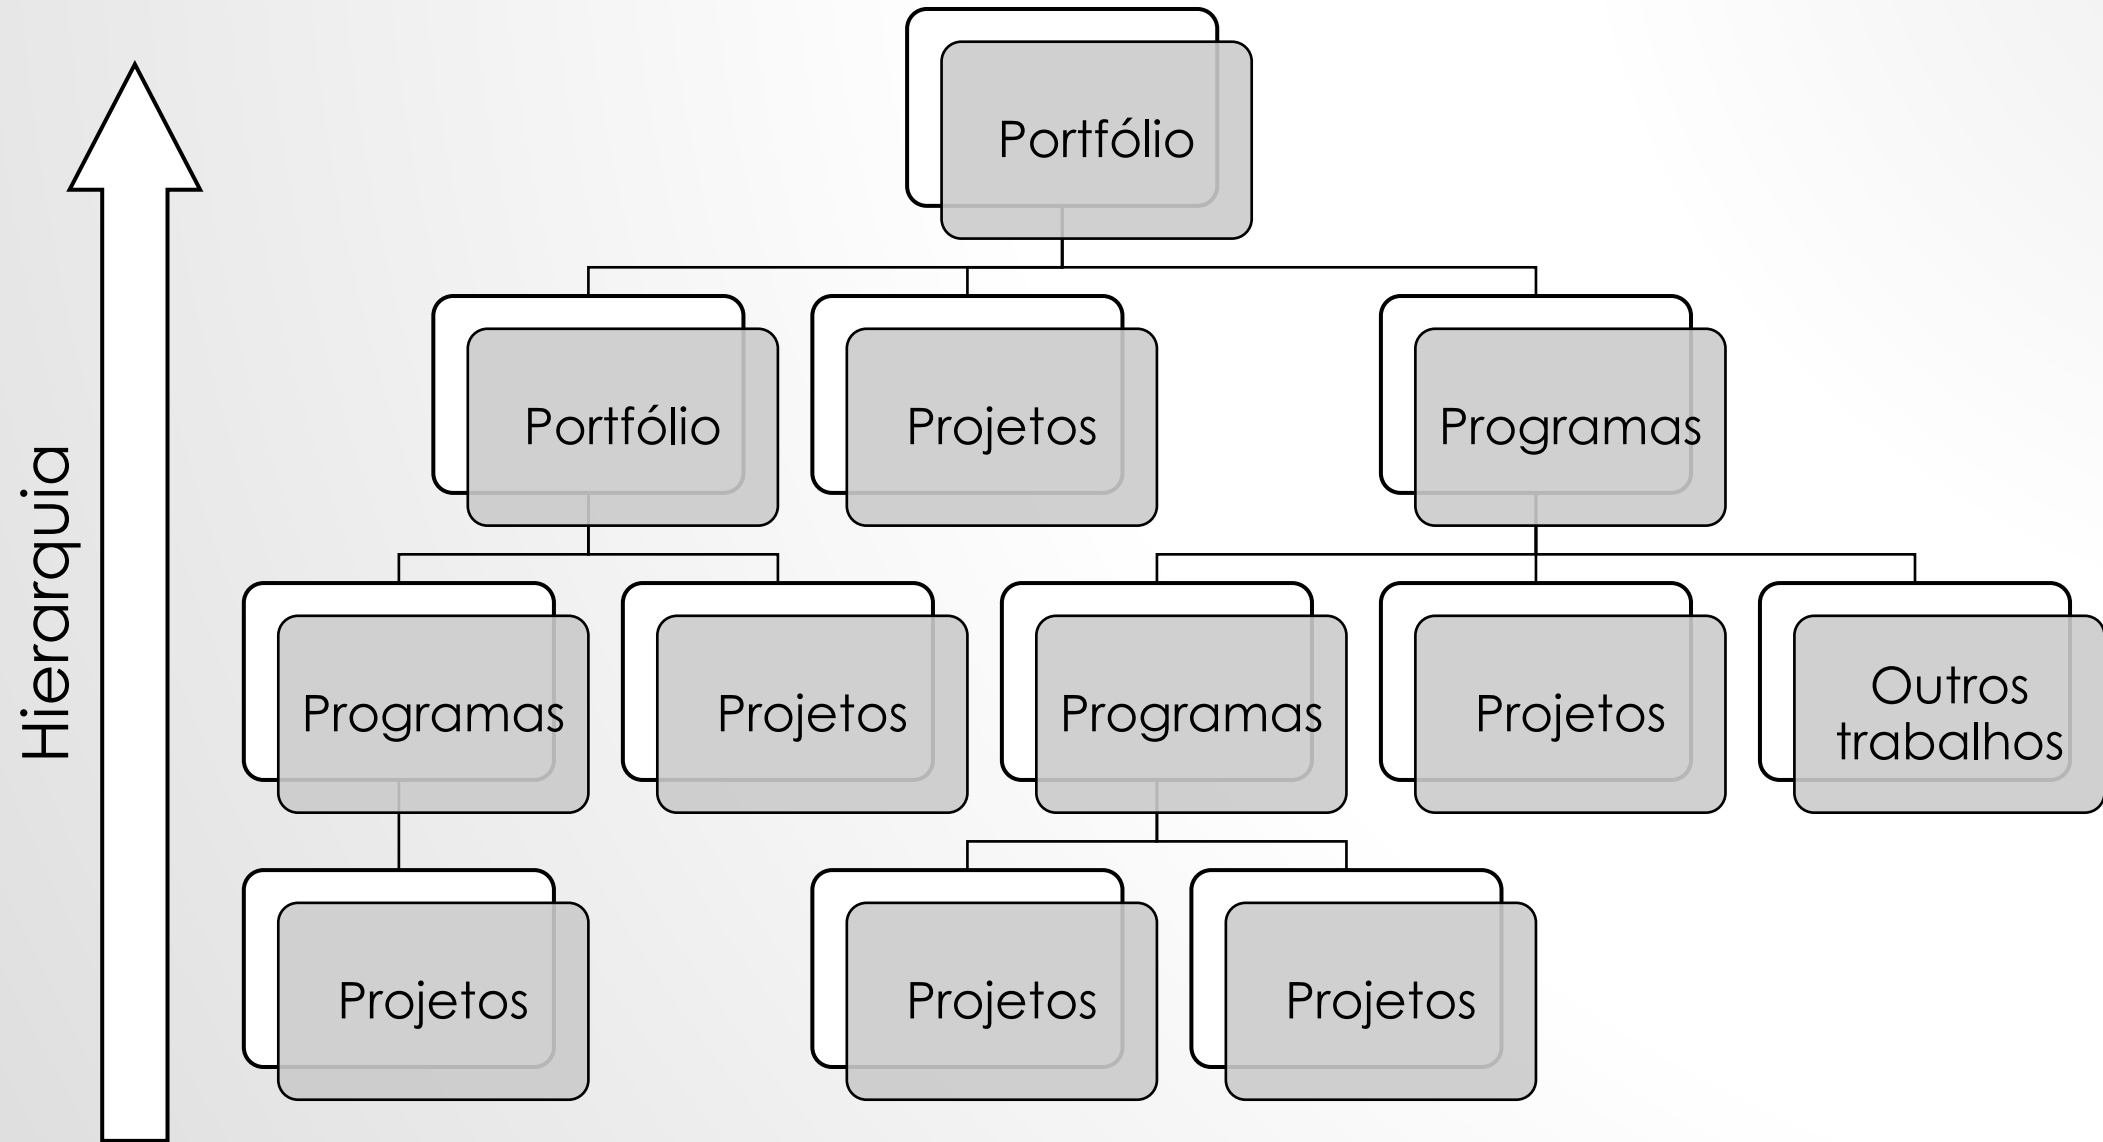 Portfólio
Portfólio
Projetos
Programas
Hierarquia
Programas
Projetos
Programas
Projetos
Outros
trabalhos
Projetos
Projetos
Projetos